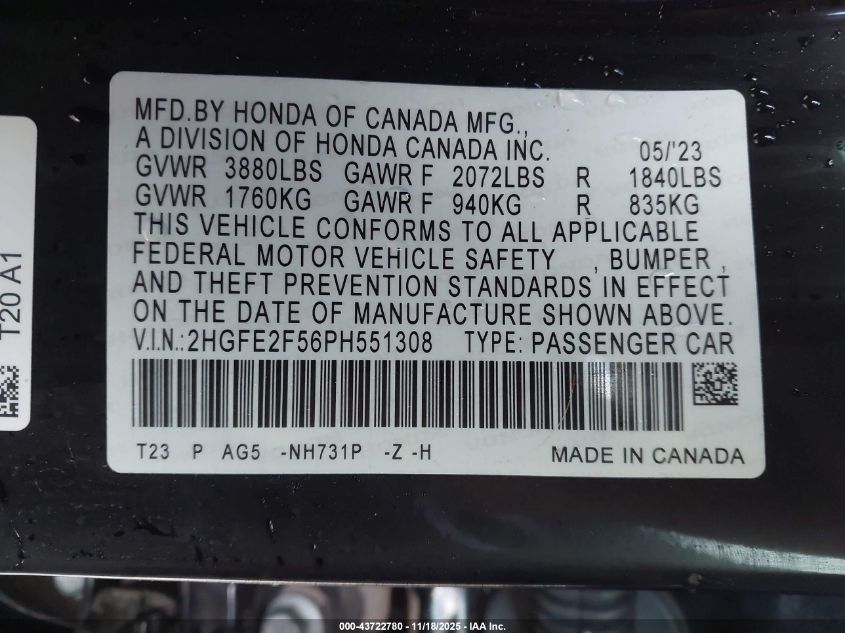 MFD.BY HONDA OF CANADA MFG.,
A DIVISION OF HONDA CANADA INC. 05/'23
GVWR 3880LBS GAWR F 2072LBS R 1840LBS
GVWR 1760KG GAWR F 940KG R 835KG
THIS VEHICLE CONFORMS TO ALL APPLICABLE
FEDERAL MOTOR VEHICLE SAFETY , BUMPER ,
AND THEFT PREVENTION STANDARDS IN EFFECT
ON THE DATE OF MANUFACTURE SHOWN ABOVE.
V.I.N.:2HGFE2F56PH551308 TYPE: PASSENGER CAR
T23 P AG5 -NH731P -Z -H MADE IN CANADA
T20 A1
000-43722780 - 11/18/2025 - IAA Inc.